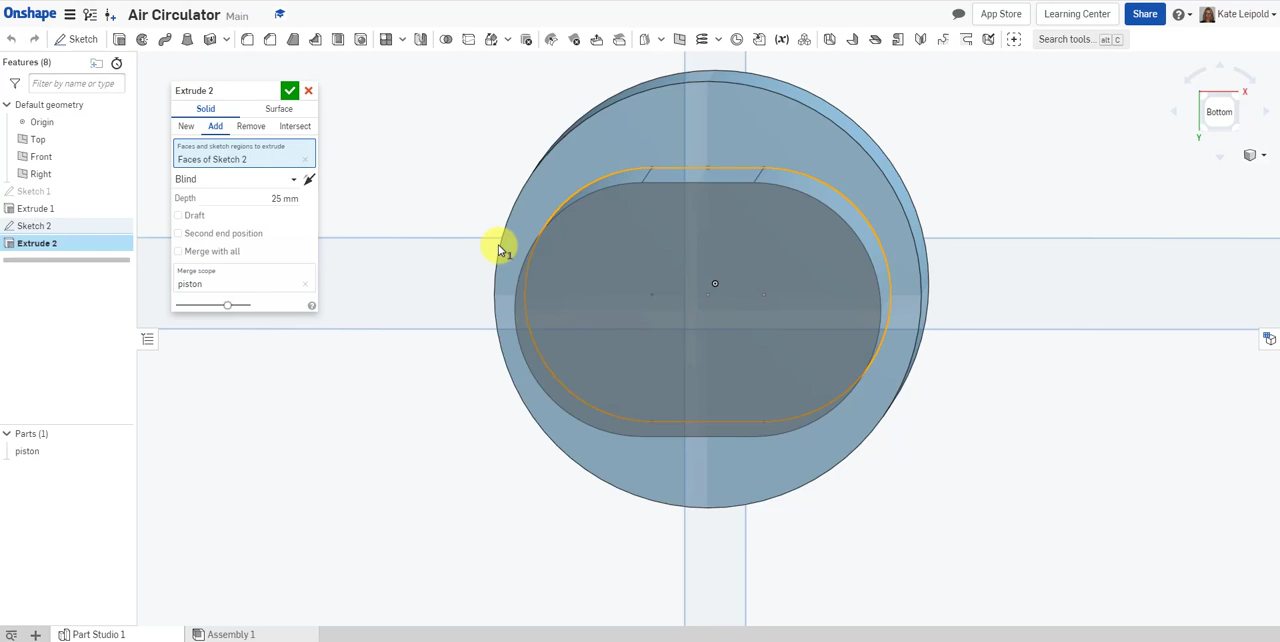 Onshape Air Circulator Main App Store Learning Center Share Kate Leipold
Sketch Search tools... alt C
Features (8)
Filter by name or type
Default geometry
Origin
Top
Front
Right
Sketch 1
Extrude 1
Sketch 2
Extrude 2
Extrude 2
Solid Surface
New Add Remove Intersect
Faces and sketch regions to extrude
Faces of Sketch 2
Blind
Depth 25 mm
Draft
Second end position
Merge with all
Merge scope
piston
1
X
Bottom
Y
Parts (1)
piston
Part Studio 1 Assembly 1